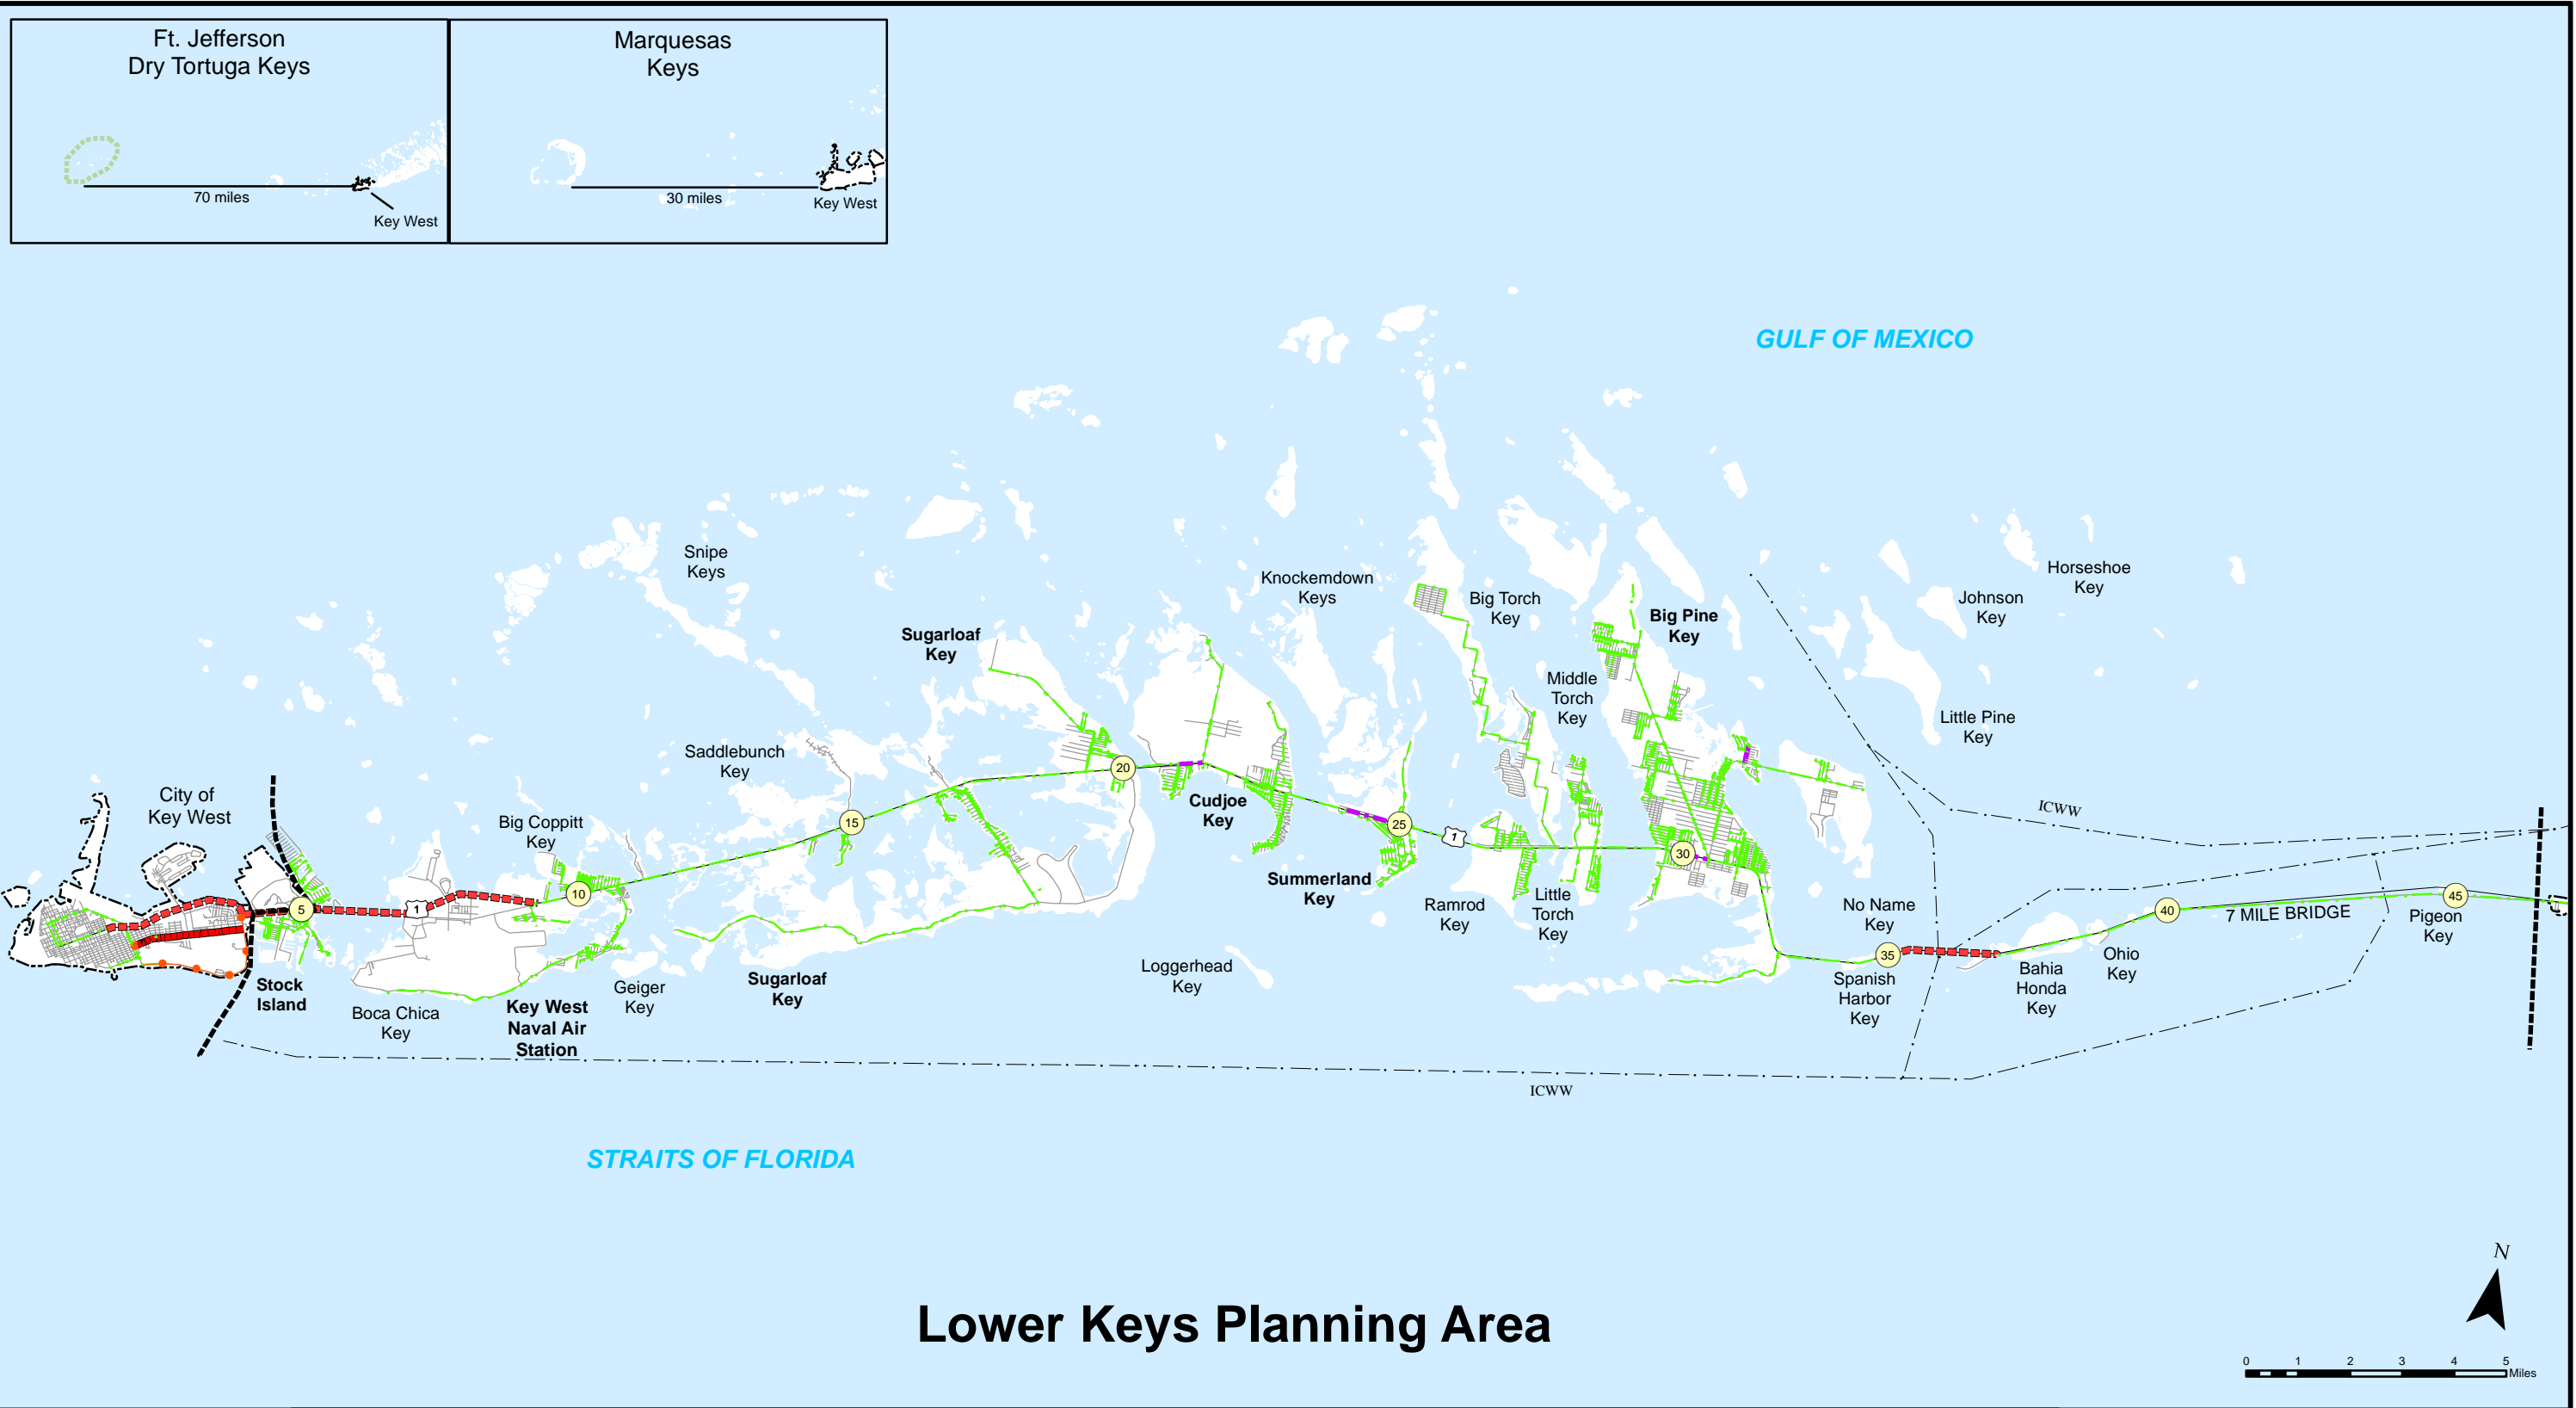 Ft. Jefferson
Dry Tortuga Keys
70 miles
Key West
Marquesas
Keys
30 miles
Key West
GULF OF MEXICO
Snipe
Keys
Knockemdown
Keys
Big Torch
Key
Big Pine
Key
Horseshoe
Key
Johnson
Key
Sugarloaf
Key
Middle
Torch
Key
Little Pine
Key
Saddlebunch
Key
City of
Key West
Big Coppitt
Key
Cudjoe
Key
ICWW
5
1
10
15
20
25
1
30
35
40
45
7 MILE BRIDGE
Summerland
Key
Ramrod
Key
Little
Torch
Key
No Name
Key
Pigeon
Key
Ohio
Key
Bahia
Honda
Key
Spanish
Harbor
Key
Loggerhead
Key
Sugarloaf
Key
Geiger
Key
Key West
Naval Air
Station
Boca Chica
Key
Stock
Island
ICWW
STRAITS OF FLORIDA
Lower Keys Planning Area
N
0 1 2 3 4 5
Miles